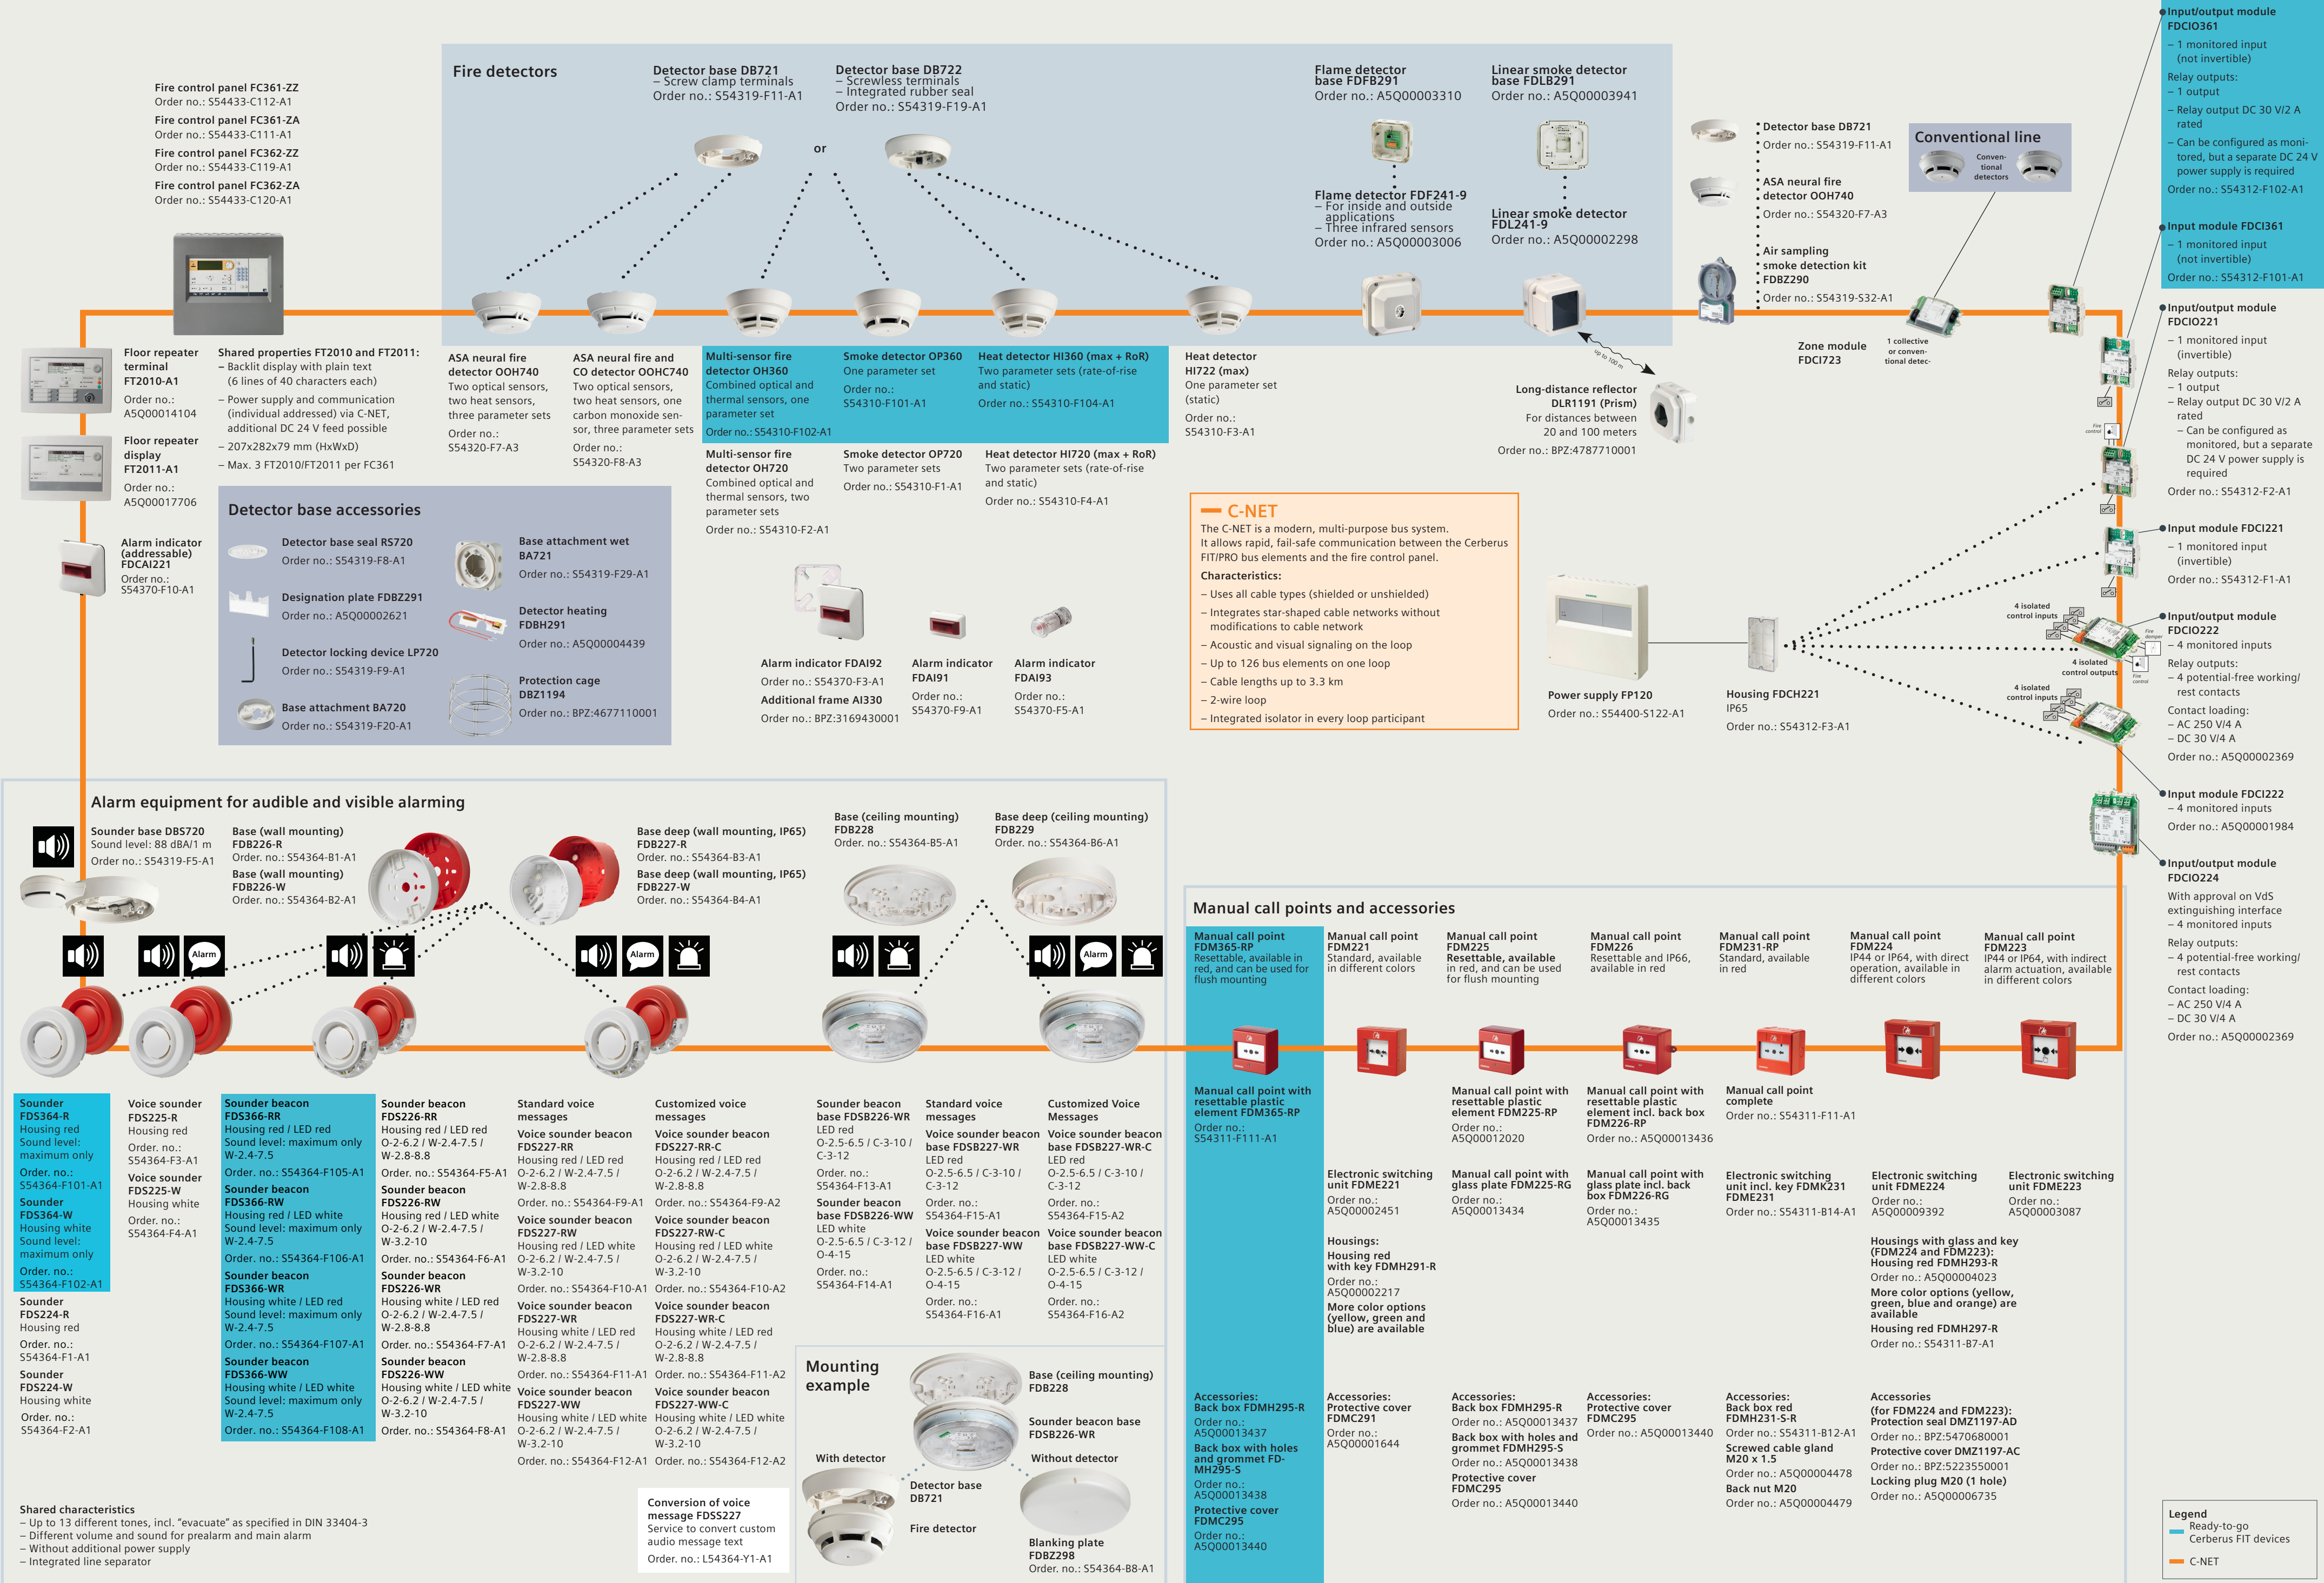 Fire control panel FC361-ZZ
Order no.: S54433-C112-A1
Fire control panel FC361-ZA
Order no.: S54433-C111-A1
Fire control panel FC362-ZZ
Order no.: S54433-C119-A1
Fire control panel FC362-ZA
Order no.: S54433-C120-A1
Fire detectors
Detector base DB721
– Screw clamp terminals
Order no.: S54319-F11-A1
or
Detector base DB722
– Screwless terminals
– Integrated rubber seal
Order no.: S54319-F19-A1
Flame detector
base FDFB291
Order no.: A5Q00003310
Flame detector FDF241-9
– For inside and outside
applications
– Three infrared sensors
Order no.: A5Q00003006
Linear smoke detector
base FDLB291
Order no.: A5Q00003941
Linear smoke detector
FDL241-9
Order no.: A5Q00002298
Detector base DB721
Order no.: S54319-F11-A1
ASA neural fire
detector OOH740
Order no.: S54320-F7-A3
Air sampling
smoke detection kit
FDBZ290
Order no.: S54319-S32-A1
Conventional line
Conven-
tional
detectors
Zone module
FDCI723
1 collective
or conven-
tional detec-
Input/output module
FDCIO361
– 1 monitored input
(not invertible)
Relay outputs:
– 1 output
– Relay output DC 30 V/2 A
rated
– Can be configured as moni-
tored, but a separate DC 24 V
power supply is required
Order no.: S54312-F102-A1
Input module FDCI361
– 1 monitored input
(not invertible)
Order no.: S54312-F101-A1
Input/output module
FDCIO221
– 1 monitored input
(invertible)
Relay outputs:
– 1 output
– Relay output DC 30 V/2 A
rated
– Can be configured as
monitored, but a separate
DC 24 V power supply is
required
Order no.: S54312-F2-A1
Input module FDCI221
– 1 monitored input
(invertible)
Order no.: S54312-F1-A1
Input/output module
FDCIO222
– 4 monitored inputs
Relay outputs:
– 4 potential-free working/
rest contacts
Contact loading:
– AC 250 V/4 A
– DC 30 V/4 A
Order no.: A5Q00002369
Input module FDCI222
– 4 monitored inputs
Order no.: A5Q00001984
Input/output module
FDCIO224
With approval on VdS
extinguishing interface
– 4 monitored inputs
Relay outputs:
– 4 potential-free working/
rest contacts
Contact loading:
– AC 250 V/4 A
– DC 30 V/4 A
Order no.: A5Q00002369
Floor repeater
terminal
FT2010-A1
Order no.:
A5Q00014104
Floor repeater
display
FT2011-A1
Order no.:
A5Q00017706
Alarm indicator
(addressable)
FDCAI221
Order no.:
S54370-F10-A1
Shared properties FT2010 and FT2011:
– Backlit display with plain text
(6 lines of 40 characters each)
– Power supply and communication
(individual addressed) via C-NET,
additional DC 24 V feed possible
– 207x282x79 mm (HxWxD)
– Max. 3 FT2010/FT2011 per FC361
ASA neural fire
detector OOH740
Two optical sensors,
two heat sensors,
three parameter sets
Order no.:
S54320-F7-A3
ASA neural fire and
CO detector OOHC740
Two optical sensors,
two heat sensors, one
carbon monoxide sen-
sor, three parameter sets
Order no.:
S54320-F8-A3
Multi-sensor fire
detector OH360
Combined optical and
thermal sensors, one
parameter set
Order no.: S54310-F102-A1
Smoke detector OP360
One parameter set
Order no.:
S54310-F101-A1
Heat detector HI360 (max + RoR)
Two parameter sets (rate-of-rise
and static)
Order no.: S54310-F104-A1
Heat detector
HI722 (max)
One parameter set
(static)
Order no.:
S54310-F3-A1
Multi-sensor fire
detector OH720
Combined optical and
thermal sensors, two
parameter sets
Order no.: S54310-F2-A1
Smoke detector OP720
Two parameter sets
Order no.: S54310-F1-A1
Heat detector HI720 (max + RoR)
Two parameter sets (rate-of-rise
and static)
Order no.: S54310-F4-A1
up to 100 m
Long-distance reflector
DLR1191 (Prism)
For distances between
20 and 100 meters
Order no.: BPZ:4787710001
Detector base accessories
Detector base seal RS720
Order no.: S54319-F8-A1
Designation plate FDBZ291
Order no.: A5Q00002621
Detector locking device LP720
Order no.: S54319-F9-A1
Base attachment BA720
Order no.: S54319-F20-A1
Base attachment wet
BA721
Order no.: S54319-F29-A1
Detector heating
FDBH291
Order no.: A5Q00004439
Protection cage
DBZ1194
Order no.: BPZ:4677110001
Alarm indicator FDAI92
Order no.: S54370-F3-A1
Additional frame AI330
Order no.: BPZ:3169430001
Alarm indicator
FDAI91
Order no.:
S54370-F9-A1
Alarm indicator
FDAI93
Order no.:
S54370-F5-A1
C-NET
The C-NET is a modern, multi-purpose bus system.
It allows rapid, fail-safe communication between the Cerberus
FIT/PRO bus elements and the fire control panel.
Characteristics:
– Uses all cable types (shielded or unshielded)
– Integrates star-shaped cable networks without
modifications to cable network
– Acoustic and visual signaling on the loop
– Up to 126 bus elements on one loop
– Cable lengths up to 3.3 km
– 2-wire loop
– Integrated isolator in every loop participant
Power supply FP120
Order no.: S54400-S122-A1
Housing FDCH221
IP65
Order no.: S54312-F3-A1
Fire
control
4 isolated
control inputs
Fire
damper
4 isolated
control outputs
Fire
control
4 isolated
control inputs
Alarm equipment for audible and visible alarming
Sounder base DBS720
Sound level: 88 dBA/1 m
Order no.: S54319-F5-A1
Base (wall mounting)
FDB226-R
Order. no.: S54364-B1-A1
Base (wall mounting)
FDB226-W
Order. no.: S54364-B2-A1
Base deep (wall mounting, IP65)
FDB227-R
Order. no.: S54364-B3-A1
Base deep (wall mounting, IP65)
FDB227-W
Order. no.: S54364-B4-A1
Base (ceiling mounting)
FDB228
Order. no.: S54364-B5-A1
Base deep (ceiling mounting)
FDB229
Order. no.: S54364-B6-A1
Alarm
Alarm
Alarm
Sounder
FDS364-R
Housing red
Sound level:
maximum only
Order. no.:
S54364-F101-A1
Sounder
FDS364-W
Housing white
Sound level:
maximum only
Order. no.:
S54364-F102-A1
Sounder
FDS224-R
Housing red
Order. no.:
S54364-F1-A1
Sounder
FDS224-W
Housing white
Order. no.:
S54364-F2-A1
Voice sounder
FDS225-R
Housing red
Order. no.:
S54364-F3-A1
Voice sounder
FDS225-W
Housing white
Order. no.:
S54364-F4-A1
Sounder beacon
FDS366-RR
Housing red / LED red
Sound level: maximum only
W-2.4-7.5
Order. no.: S54364-F105-A1
Sounder beacon
FDS366-RW
Housing red / LED white
Sound level: maximum only
W-2.4-7.5
Order. no.: S54364-F106-A1
Sounder beacon
FDS366-WR
Housing white / LED red
Sound level: maximum only
W-2.4-7.5
Order. no.: S54364-F107-A1
Sounder beacon
FDS366-WW
Housing white / LED white
Sound level: maximum only
W-2.4-7.5
Order. no.: S54364-F108-A1
Sounder beacon
FDS226-RR
Housing red / LED red
O-2-6.2 / W-2.4-7.5 /
W-2.8-8.8
Order. no.: S54364-F5-A1
Sounder beacon
FDS226-RW
Housing red / LED white
O-2-6.2 / W-2.4-7.5 /
W-3.2-10
Order. no.: S54364-F6-A1
Sounder beacon
FDS226-WR
Housing white / LED red
O-2-6.2 / W-2.4-7.5 /
W-2.8-8.8
Order. no.: S54364-F7-A1
Sounder beacon
FDS226-WW
Housing white / LED white
O-2-6.2 / W-2.4-7.5 /
W-3.2-10
Order. no.: S54364-F8-A1
Standard voice
messages
Voice sounder beacon
FDS227-RR
Housing red / LED red
O-2-6.2 / W-2.4-7.5 /
W-2.8-8.8
Order. no.: S54364-F9-A1
Voice sounder beacon
FDS227-RW
Housing red / LED white
O-2-6.2 / W-2.4-7.5 /
W-3.2-10
Order. no.: S54364-F10-A1
Voice sounder beacon
FDS227-WR
Housing white / LED red
O-2-6.2 / W-2.4-7.5 /
W-2.8-8.8
Order. no.: S54364-F11-A1
Voice sounder beacon
FDS227-WW
Housing white / LED white
O-2-6.2 / W-2.4-7.5 /
W-3.2-10
Order. no.: S54364-F12-A1
Customized voice
messages
Voice sounder beacon
FDS227-RR-C
Housing red / LED red
O-2-6.2 / W-2.4-7.5 /
W-2.8-8.8
Order. no.: S54364-F9-A2
Voice sounder beacon
FDS227-RW-C
Housing red / LED white
O-2-6.2 / W-2.4-7.5 /
W-3.2-10
Order. no.: S54364-F10-A2
Voice sounder beacon
FDS227-WR-C
Housing white / LED red
O-2-6.2 / W-2.4-7.5 /
W-2.8-8.8
Order. no.: S54364-F11-A2
Voice sounder beacon
FDS227-WW-C
Housing white / LED white
O-2-6.2 / W-2.4-7.5 /
W-3.2-10
Order. no.: S54364-F12-A2
Sounder beacon
base FDSB226-WR
LED red
O-2.5-6.5 / C-3-10 /
C-3-12
Order. no.:
S54364-F13-A1
Sounder beacon
base FDSB226-WW
LED white
O-2.5-6.5 / C-3-12 /
O-4-15
Order. no.:
S54364-F14-A1
Standard voice
messages
Voice sounder beacon
base FDSB227-WR
LED red
O-2.5-6.5 / C-3-10 /
C-3-12
Order. no.:
S54364-F15-A1
Voice sounder beacon
base FDSB227-WW
LED white
O-2.5-6.5 / C-3-12 /
O-4-15
Order. no.:
S54364-F16-A1
Customized Voice
Messages
Voice sounder beacon
base FDSB227-WR-C
LED red
O-2.5-6.5 / C-3-10 /
C-3-12
Order. no.:
S54364-F15-A2
Voice sounder beacon
base FDSB227-WW-C
LED white
O-2.5-6.5 / C-3-12 /
O-4-15
Order. no.:
S54364-F16-A2
Shared characteristics
– Up to 13 different tones, incl. “evacuate” as specified in DIN 33404-3
– Different volume and sound for prealarm and main alarm
– Without additional power supply
– Integrated line separator
Conversion of voice
message FDSS227
Service to convert custom
audio message text
Order. no.: L54364-Y1-A1
Mounting
example
Base (ceiling mounting)
FDB228
Sounder beacon base
FDSB226-WR
With detector
Without detector
Detector base
DB721
Fire detector
Blanking plate
FDBZ298
Order. no.: S54364-B8-A1
Manual call points and accessories
Manual call point
FDM365-RP
Resettable, available in
red, and can be used for
flush mounting
Manual call point
FDM221
Standard, available
in different colors
Manual call point
FDM225
Resettable, available
in red, and can be used
for flush mounting
Manual call point
FDM226
Resettable and IP66,
available in red
Manual call point
FDM231-RP
Standard, available
in red
Manual call point
FDM224
IP44 or IP64, with direct
operation, available in
different colors
Manual call point
FDM223
IP44 or IP64, with indirect
alarm actuation, available
in different colors
Manual call point with
resettable plastic
element FDM365-RP
Order no.:
S54311-F111-A1
Manual call point with
resettable plastic
element FDM225-RP
Order no.:
A5Q00012020
Manual call point with
resettable plastic
element incl. back box
FDM226-RP
Order no.: A5Q00013436
Manual call point
complete
Order no.: S54311-F11-A1
Electronic switching
unit FDME221
Order no.:
A5Q00002451
Manual call point with
glass plate FDM225-RG
Order no.:
A5Q00013434
Manual call point with
glass plate incl. back
box FDM226-RG
Order no.:
A5Q00013435
Electronic switching
unit incl. key FDMK231
FDME231
Order no.: S54311-B14-A1
Electronic switching
unit FDME224
Order no.:
A5Q00009392
Electronic switching
unit FDME223
Order no.:
A5Q00003087
Housings:
Housing red
with key FDMH291-R
Order no.:
A5Q00002217
More color options
(yellow, green and
blue) are available
Housings with glass and key
(FDM224 and FDM223):
Housing red FDMH293-R
Order no.: A5Q00004023
More color options (yellow,
green, blue and orange) are
available
Housing red FDMH297-R
Order no.: S54311-B7-A1
Accessories:
Back box FDMH295-R
Order no.:
A5Q00013437
Back box with holes
and grommet FD-
MH295-S
Order no.:
A5Q00013438
Protective cover
FDMC295
Order no.:
A5Q00013440
Accessories:
Protective cover
FDMC291
Order no.:
A5Q00001644
Accessories:
Back box FDMH295-R
Order no.: A5Q00013437
Back box with holes and
grommet FDMH295-S
Order no.: A5Q00013438
Protective cover
FDMC295
Order no.: A5Q00013440
Accessories:
Protective cover
FDMC295
Order no.: A5Q00013440
Accessories:
Back box red
FDMH231-S-R
Order no.: S54311-B12-A1
Screwed cable gland
M20 x 1.5
Order no.: A5Q00004478
Back nut M20
Order no.: A5Q00004479
Accessories
(for FDM224 and FDM223):
Protection seal DMZ1197-AD
Order no.: BPZ:5470680001
Protective cover DMZ1197-AC
Order no.: BPZ:5223550001
Locking plug M20 (1 hole)
Order no.: A5Q00006735
Legend
Ready-to-go
Cerberus FIT devices
C-NET